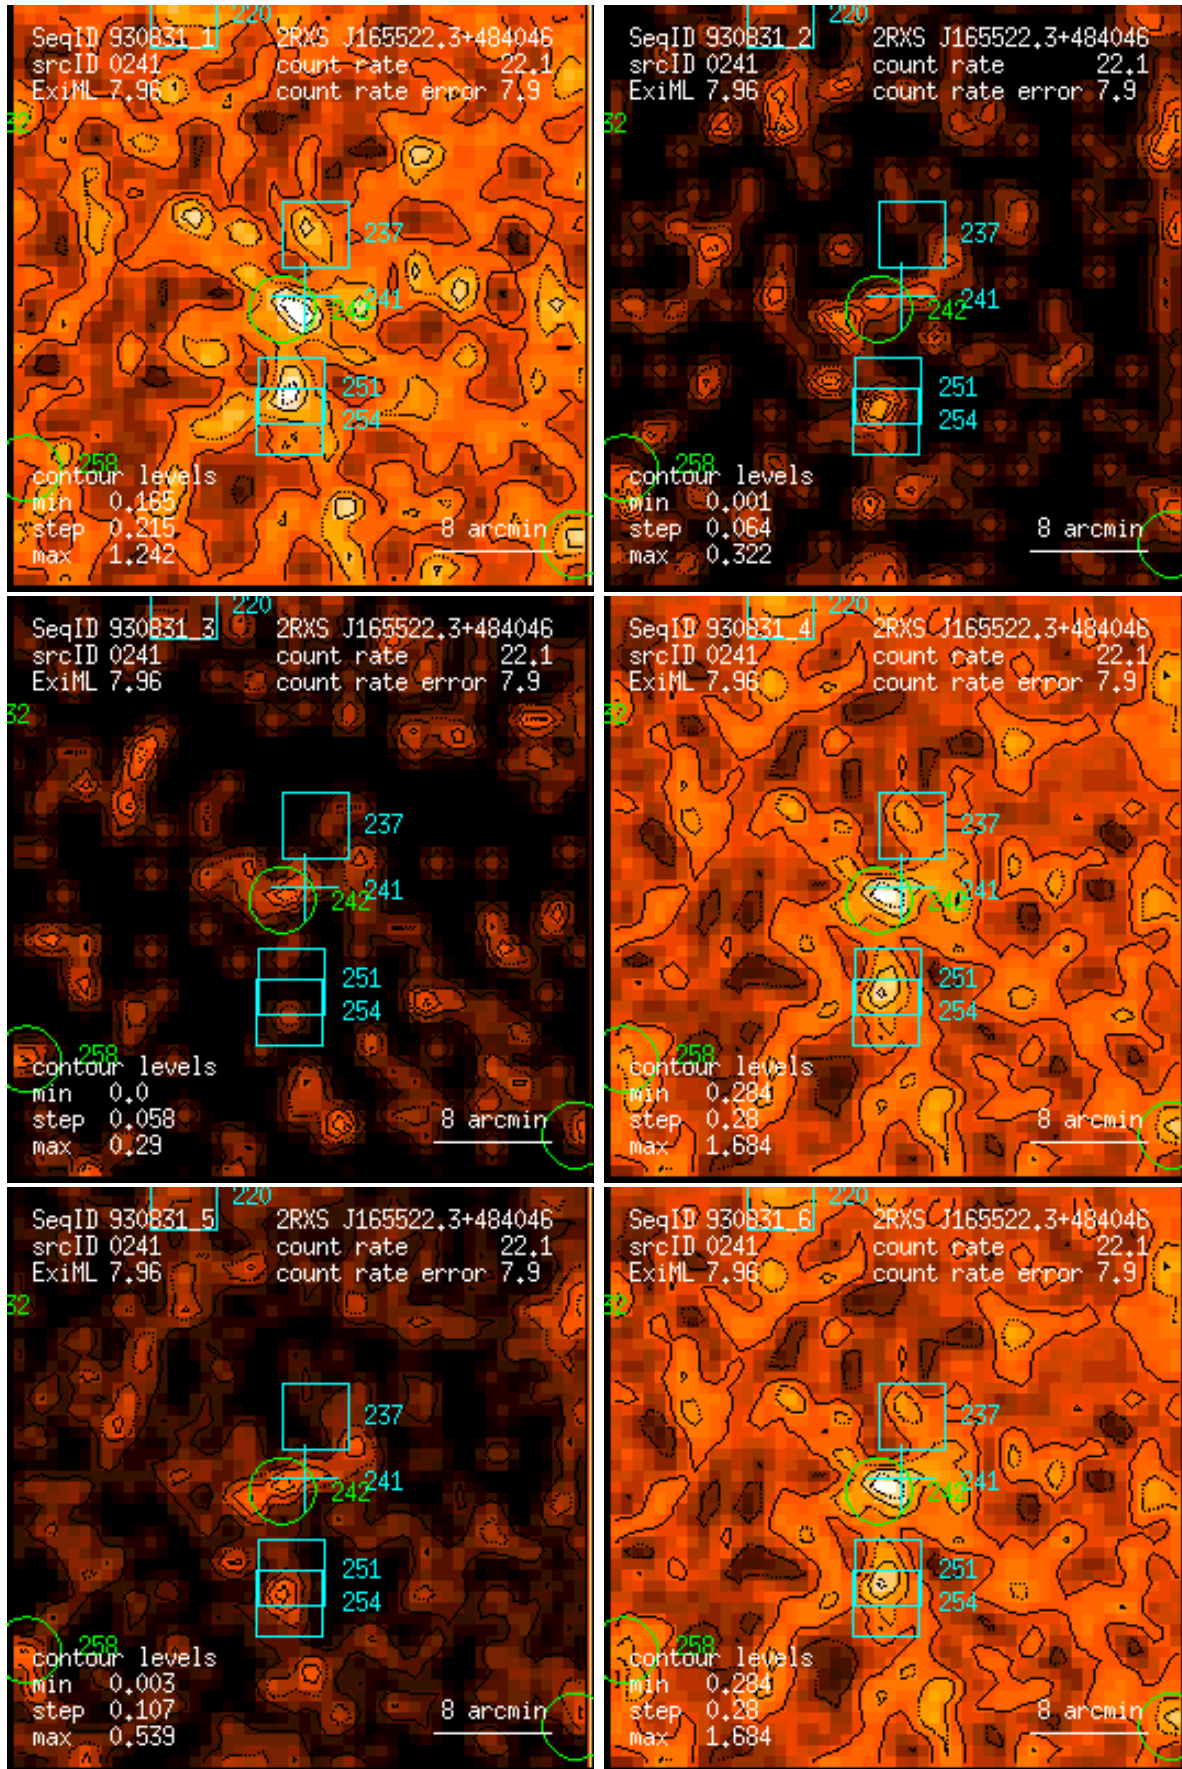 220
SeqID 930831_1 2RXS J165522.3+484046
srcID 0241 count rate 22.1
ExiML 7.96 count rate error 7.9
32
237
242 241
251
254
258
contour levels
min 0.165
step 0.215 8 arcmin
max 1.242
220
SeqID 930831_2 2RXS J165522.3+484046
srcID 0241 count rate 22.1
ExiML 7.96 count rate error 7.9
32
237
242 241
251
254
258
contour levels
min 0.001
step 0.064 8 arcmin
max 0.322
220
SeqID 930831_3 2RXS J165522.3+484046
srcID 0241 count rate 22.1
ExiML 7.96 count rate error 7.9
32
237
242 241
251
254
258
contour levels
min 0.0
step 0.058 8 arcmin
max 0.29
220
SeqID 930831_4 2RXS J165522.3+484046
srcID 0241 count rate 22.1
ExiML 7.96 count rate error 7.9
32
237
242 241
251
254
258
contour levels
min 0.284
step 0.28 8 arcmin
max 1.684
220
SeqID 930831_5 2RXS J165522.3+484046
srcID 0241 count rate 22.1
ExiML 7.96 count rate error 7.9
32
237
242 241
251
254
258
contour levels
min 0.003
step 0.107 8 arcmin
max 0.539
220
SeqID 930831_6 2RXS J165522.3+484046
srcID 0241 count rate 22.1
ExiML 7.96 count rate error 7.9
32
237
242 241
251
254
258
contour levels
min 0.284
step 0.28 8 arcmin
max 1.684